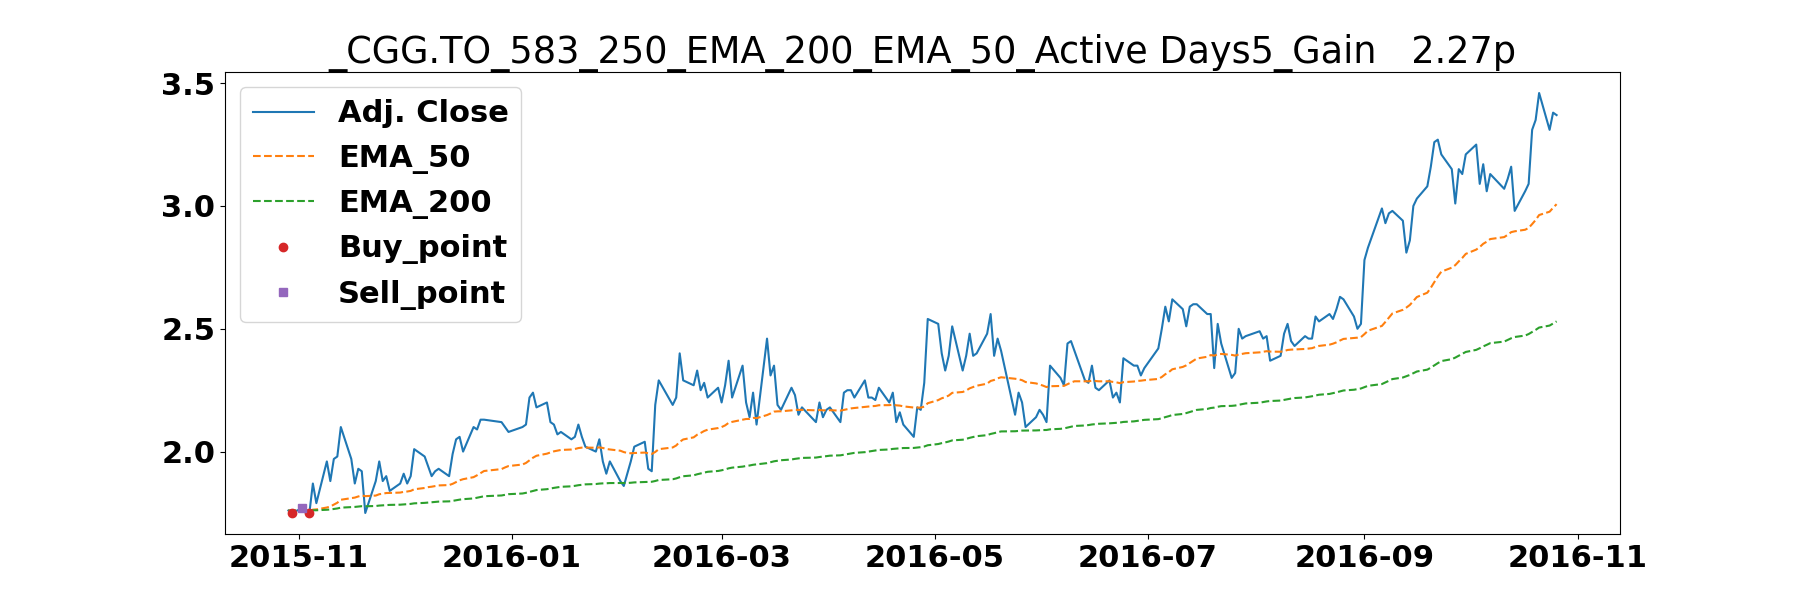 _CGG.TO_583_250_EMA_200_EMA_50_Active Days5_Gain   2.27p
3.5
3.0
2.5
2.0
Adj. Close
EMA_50
EMA_200
Buy_point
Sell_point
2015-11 2016-01 2016-03 2016-05 2016-07 2016-09 2016-11